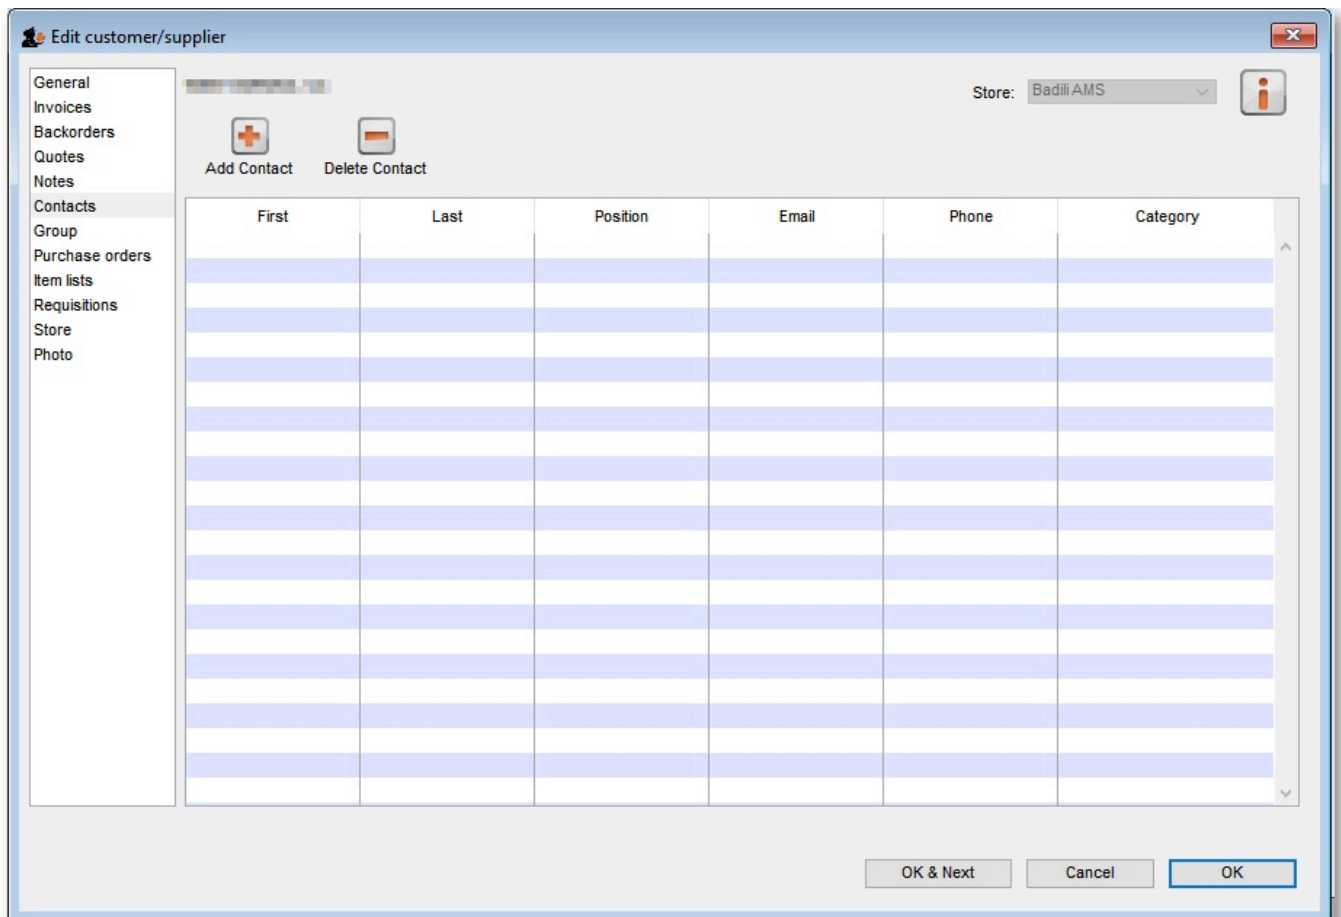 Edit customer/supplier
General
Invoices
Backorders
Quotes
Notes
Contacts
Group
Purchase orders
Item lists
Requisitions
Store
Photo
Store: Badili AMS
Add Contact Delete Contact
First Last Position Email Phone Category
OK & Next Cancel OK